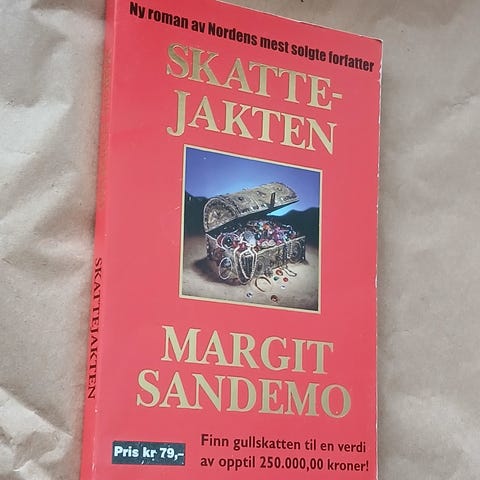 Ny roman av Nordens mest solgte forfatter
SKATTE-
JAKTEN
MARGIT
SANDEMO
Pris kr 79,-
Finn gullskatten til en verdi
av opptil 250.000,00 kroner!
SKATTEJAKTEN